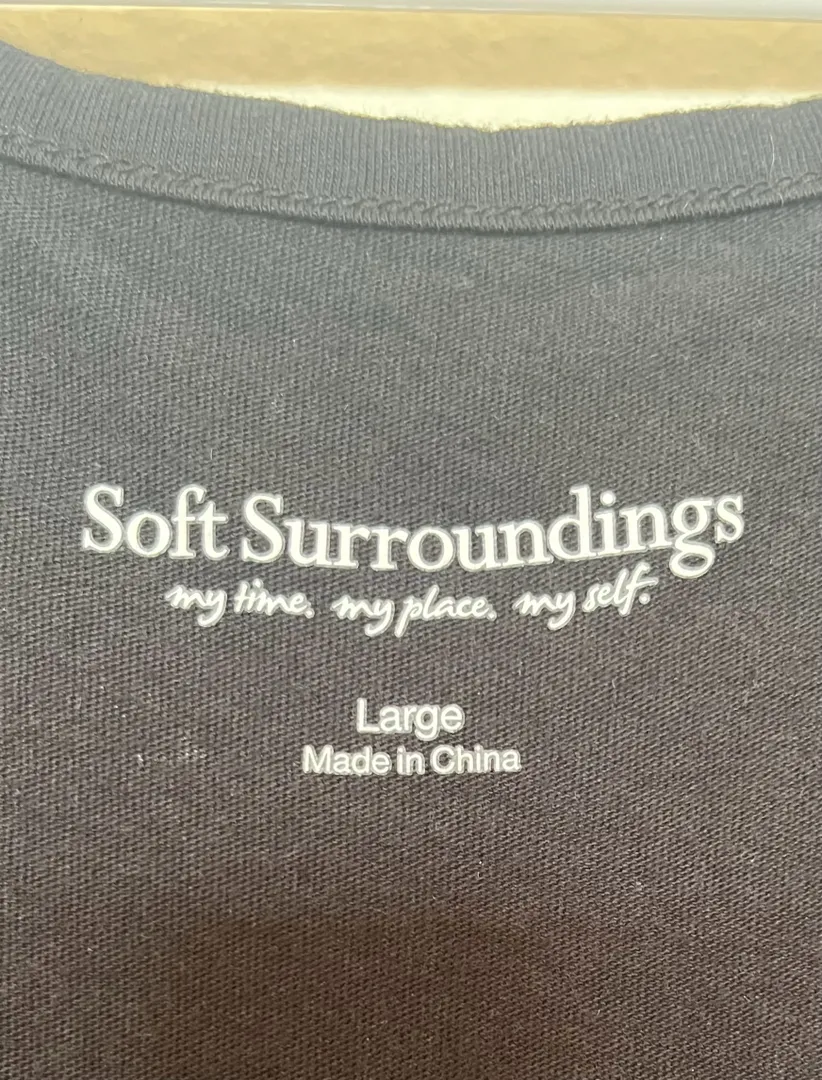 Soft Surroundings
my time. my place. my self.
Large
Made in China